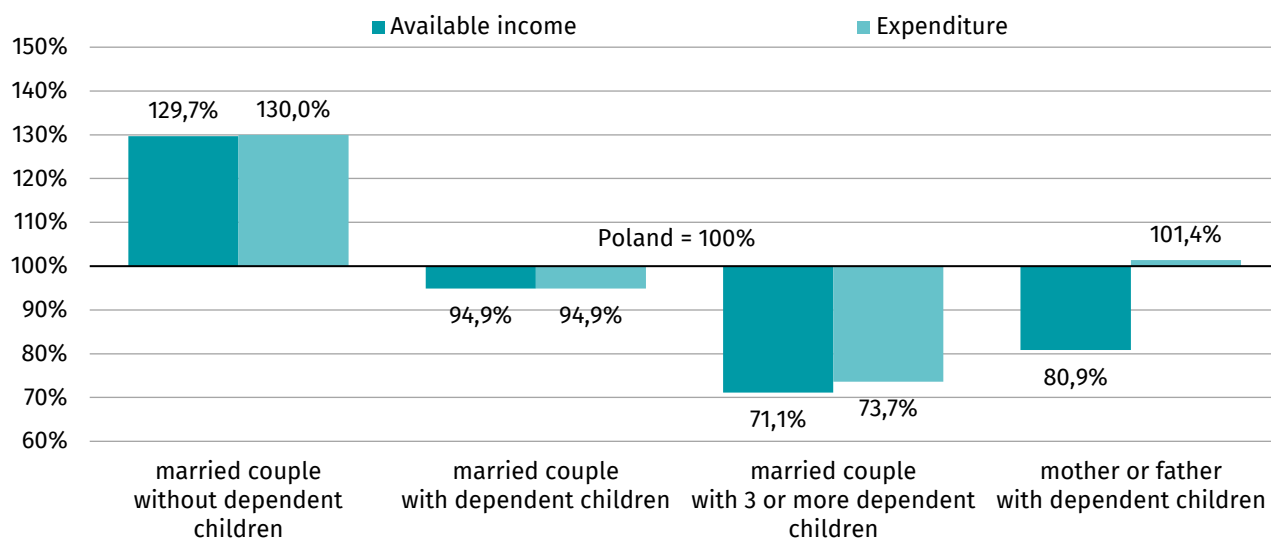 Available income
Expenditure
150%
140%
130%
120%
110%
100%
90%
80%
70%
60%
129,7%
130,0%
94,9%
94,9%
Poland = 100%
71,1%
73,7%
80,9%
101,4%
married couple
without dependent
children
married couple
with dependent children
married couple
with 3 or more dependent
children
mother or father
with dependent children